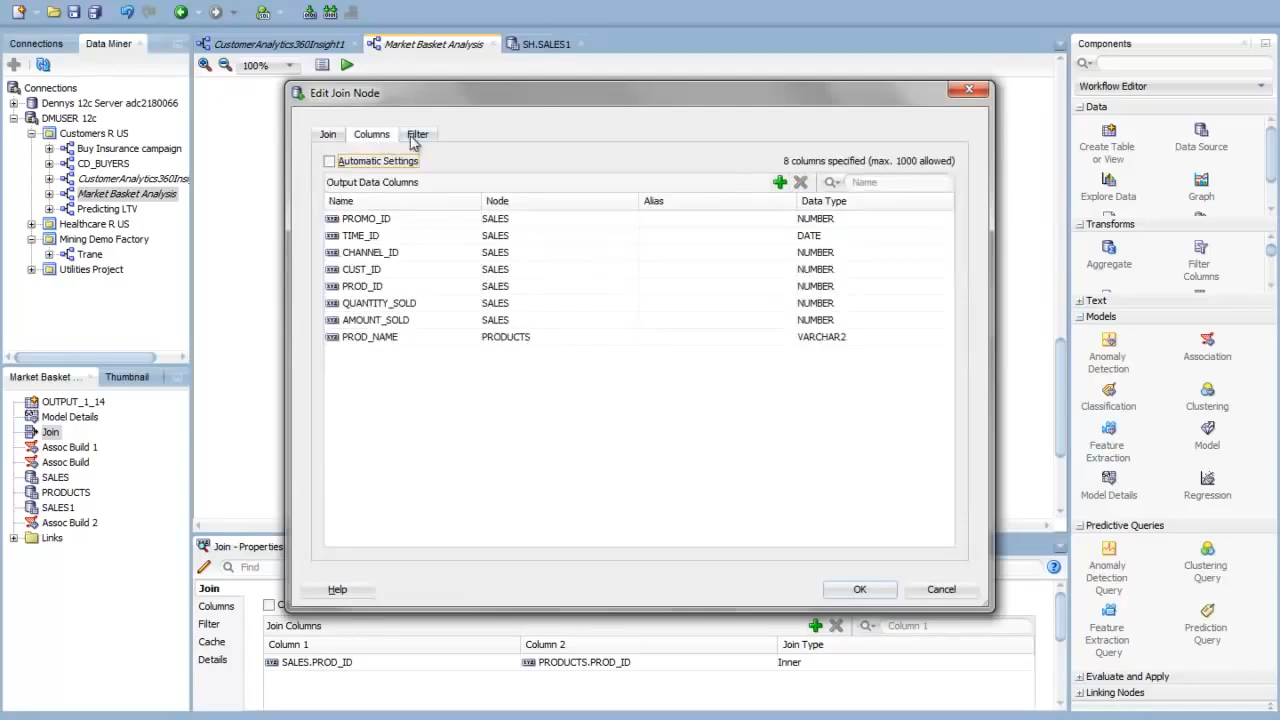 Connections
Data Miner
CustomerAnalytics360Insight1
Market Basket Analysis
SH.SALES1
Components
100%
Workflow Editor
Connections
Dennys 12c Server adc2180066
DMUSER 12c
Customers R US
Buy Insurance campaign
CD_BUYERS
CustomerAnalytics360Ins
Market Basket Analysis
Predicting LTV
Healthcare R US
Mining Demo Factory
Trane
Utilities Project
Market Basket ...
Thumbnail
OUTPUT_1_14
Model Details
Join
Assoc Build 1
Assoc Build
SALES
PRODUCTS
SALES1
Assoc Build 2
Links
Edit Join Node
Join
Columns
Filter
Automatic Settings
8 columns specified (max. 1000 allowed)
Output Data Columns
Name
Name
Node
Alias
Data Type
PROMO_ID
SALES
NUMBER
TIME_ID
SALES
DATE
CHANNEL_ID
SALES
NUMBER
CUST_ID
SALES
NUMBER
PROD_ID
SALES
NUMBER
QUANTITY_SOLD
SALES
NUMBER
AMOUNT_SOLD
SALES
NUMBER
PROD_NAME
PRODUCTS
VARCHAR2
Help
OK
Cancel
Join - Properties
Find
Join
Columns
Filter
Cache
Details
Join Columns
Column 1
Column 1
Column 2
Join Type
SALES.PROD_ID
PRODUCTS.PROD_ID
Inner
Data
Create Table
or View
Data Source
Explore Data
Graph
Transforms
Aggregate
Filter
Columns
Text
Models
Anomaly
Detection
Association
Classification
Clustering
Feature
Extraction
Model
Model Details
Regression
Predictive Queries
Anomaly
Detection
Query
Clustering
Query
Feature
Extraction
Query
Prediction
Query
Evaluate and Apply
Linking Nodes